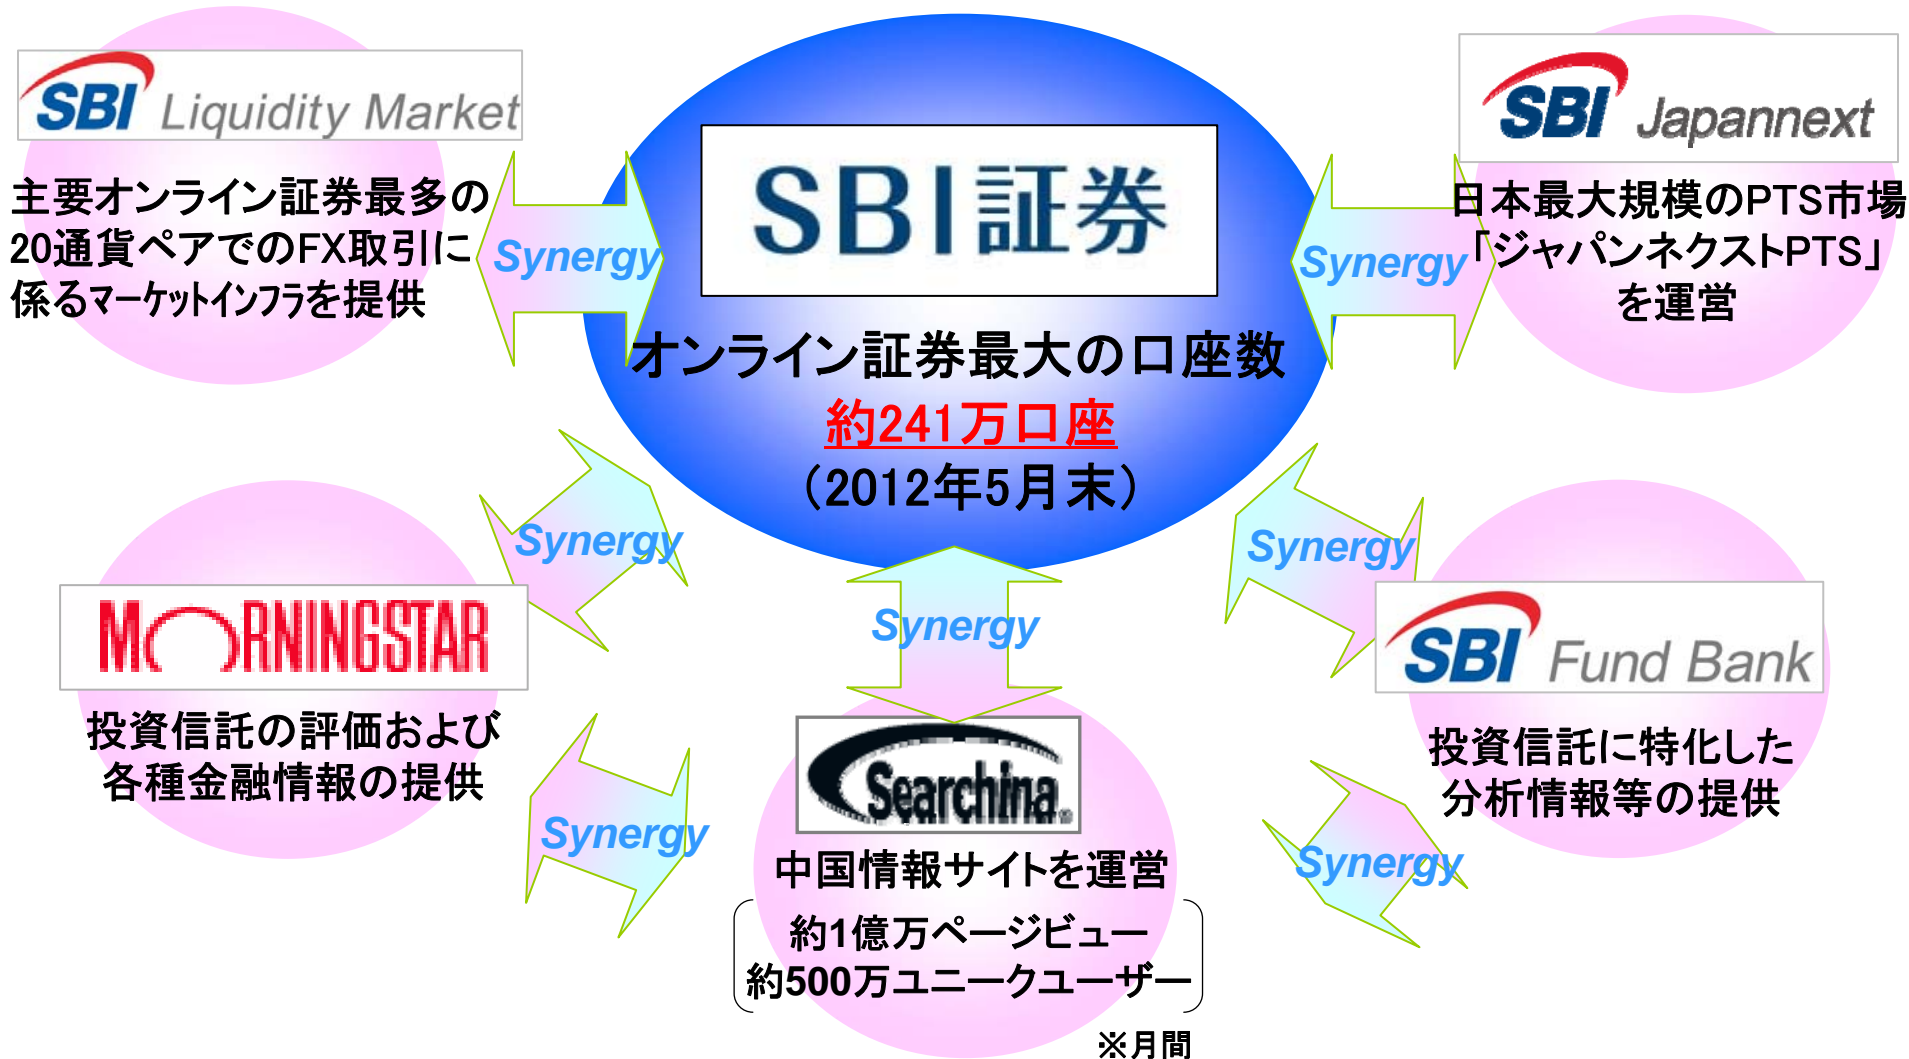 SBI Liquidity Market
主要オンライン証券最多の
20通貨ペアでのFX取引に
係るマーケットインフラを提供
Synergy
SBI証券
オンライン証券最大の口座数
約241万口座
（2012年5月末）
Synergy
SBI Japannext
日本最大規模のPTS市場
「ジャパンネクストPTS」
を運営
Synergy
MORNINGSTAR
投資信託の評価および
各種金融情報の提供
Synergy
Synergy
SBI Fund Bank
投資信託に特化した
分析情報等の提供
Synergy
Synergy
Searchina®
中国情報サイトを運営
約1億万ページビュー
約500万ユニークユーザー
※月間
Synergy